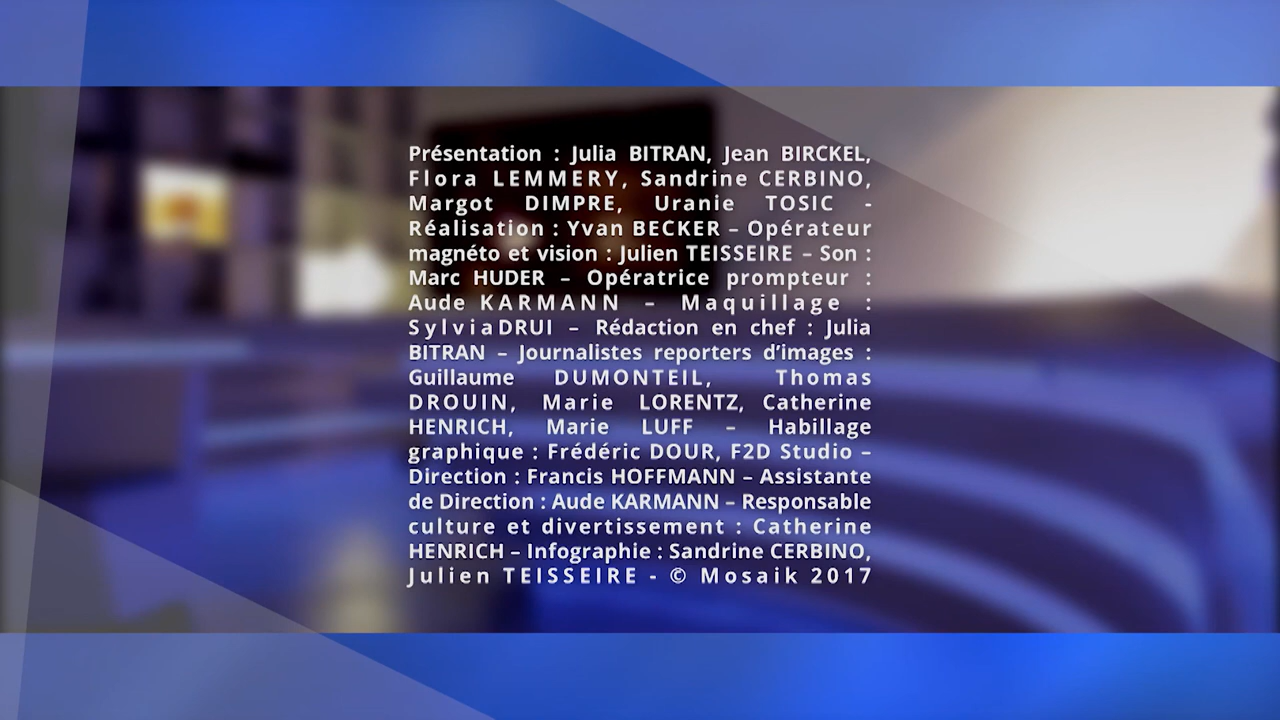 Présentation : Julia BITRAN, Jean BIRCKEL,
Flora LEMMERY, Sandrine CERBINO,
Margot DIMPRE, Uranie TOSIC -
Réalisation : Yvan BECKER – Opérateur
magnéto et vision : Julien TEISSEIRE – Son :
Marc HUDER – Opératrice prompteur :
Aude KARMANN – Maquillage :
SylviaDRUI – Rédaction en chef : Julia
BITRAN – Journalistes reporters d’images :
Guillaume DUMONTEIL, Thomas
DROUIN, Marie LORENTZ, Catherine
HENRICH, Marie LUFF – Habillage
graphique : Frédéric DOUR, F2D Studio –
Direction : Francis HOFFMANN – Assistante
de Direction : Aude KARMANN – Responsable
culture et divertissement : Catherine
HENRICH – Infographie : Sandrine CERBINO,
Julien TEISSEIRE - © Mosaik 2017